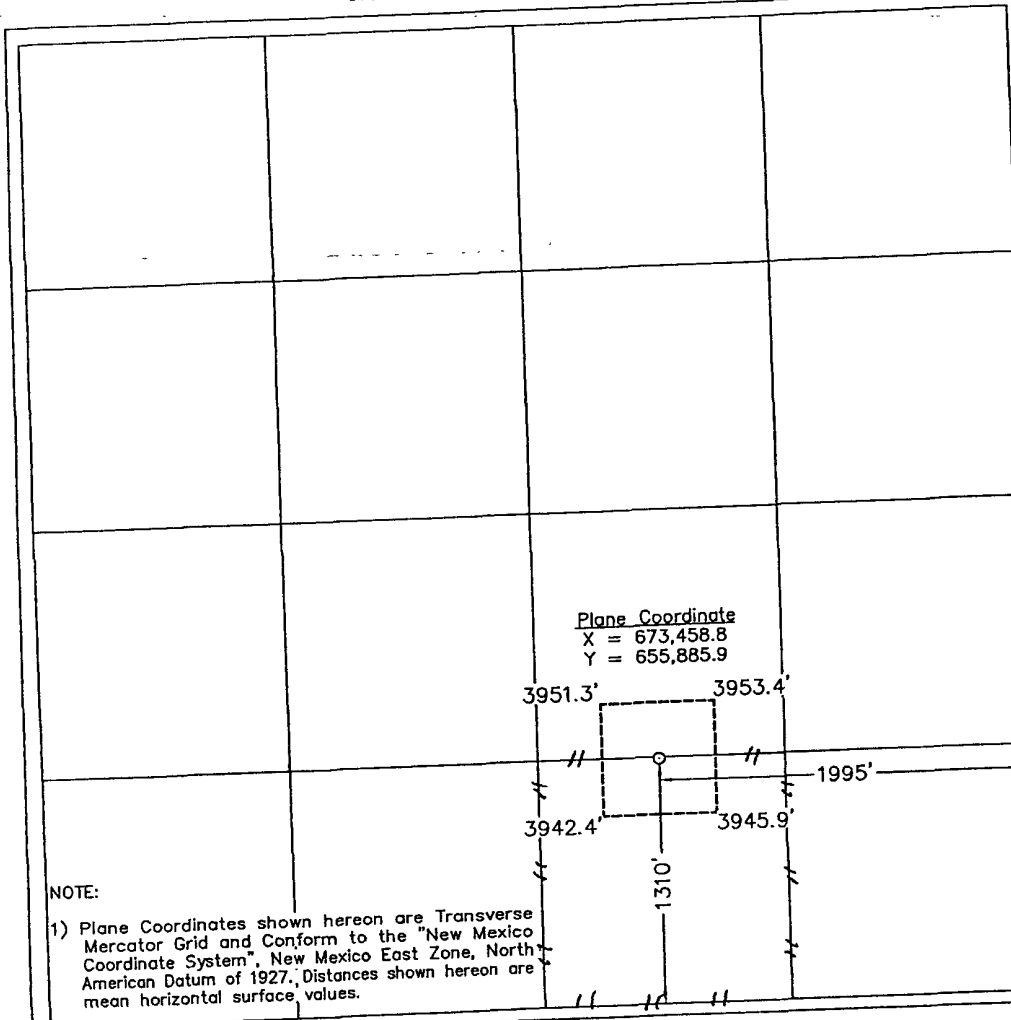 Plane Coordinate
X = 673,458.8
Y = 655,885.9
3951.3'
3953.4'
1995'
3942.4'
3945.9'
1310'
NOTE:
1) Plane Coordinates shown hereon are Transverse
Mercator Grid and Conform to the "New Mexico
Coordinate System", New Mexico East Zone, North
American Datum of 1927. Distances shown hereon are
mean horizontal surface values.